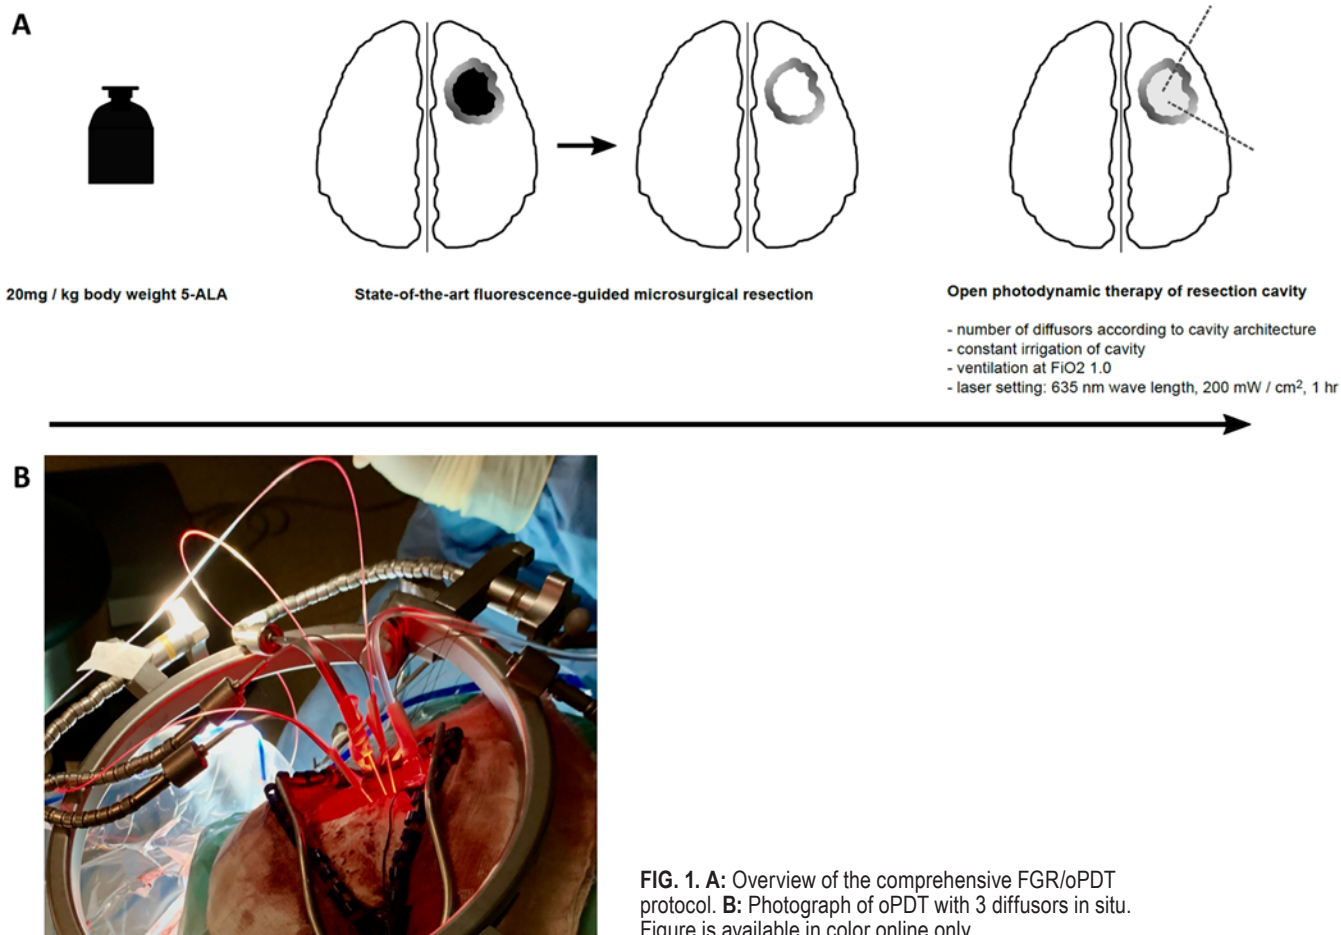 A
20mg / kg body weight 5-ALA
State-of-the-art fluorescence-guided microsurgical resection
Open photodynamic therapy of resection cavity
- number of diffusors according to cavity architecture
- constant irrigation of cavity
- ventilation at FiO2 1.0
- laser setting: 635 nm wave length, 200 mW / cm², 1 hr
B
FIG. 1. A: Overview of the comprehensive FGR/oPDT
protocol. B: Photograph of oPDT with 3 diffusors in situ.
Figure is available in color online only